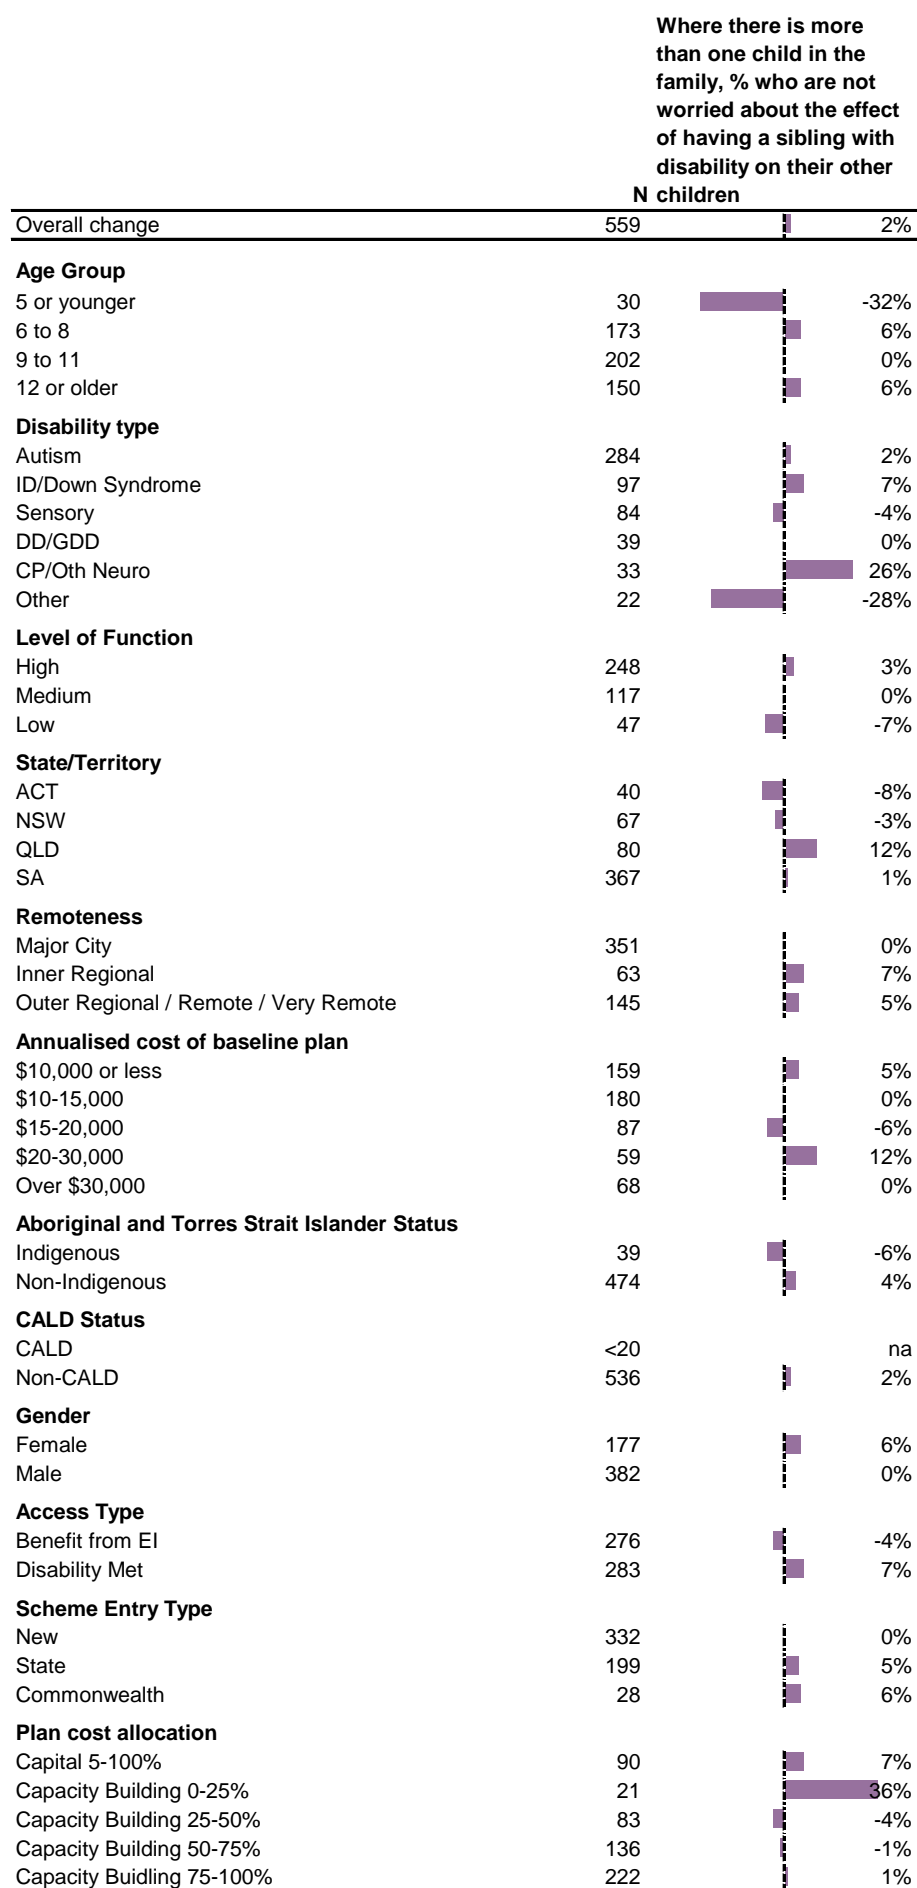 Where there is more
than one child in the
family, % who are not
worried about the effect
of having a sibling with
disability on their other
N children
Overall change 559 2%
Age Group
5 or younger 30 -32%
6 to 8 173 6%
9 to 11 202 0%
12 or older 150 6%
Disability type
Autism 284 2%
ID/Down Syndrome 97 7%
Sensory 84 -4%
DD/GDD 39 0%
CP/Oth Neuro 33 26%
Other 22 -28%
Level of Function
High 248 3%
Medium 117 0%
Low 47 -7%
State/Territory
ACT 40 -8%
NSW 67 -3%
QLD 80 12%
SA 367 1%
Remoteness
Major City 351 0%
Inner Regional 63 7%
Outer Regional / Remote / Very Remote 145 5%
Annualised cost of baseline plan
$10,000 or less 159 5%
$10-15,000 180 0%
$15-20,000 87 -6%
$20-30,000 59 12%
Over $30,000 68 0%
Aboriginal and Torres Strait Islander Status
Indigenous 39 -6%
Non-Indigenous 474 4%
CALD Status
CALD <20 na
Non-CALD 536 2%
Gender
Female 177 6%
Male 382 0%
Access Type
Benefit from EI 276 -4%
Disability Met 283 7%
Scheme Entry Type
New 332 0%
State 199 5%
Commonwealth 28 6%
Plan cost allocation
Capital 5-100% 90 7%
Capacity Building 0-25% 21 36%
Capacity Building 25-50% 83 -4%
Capacity Building 50-75% 136 -1%
Capacity Buidling 75-100% 222 1%